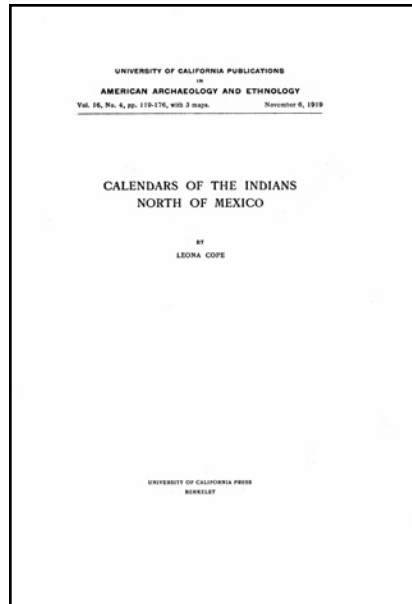 UNIVERSITY OF CALIFORNIA PUBLICATIONS
IN
AMERICAN ARCHAEOLOGY AND ETHNOLOGY
Vol. 16, No. 4, pp. 119-176, with 3 maps. November 6, 1919
CALENDARS OF THE INDIANS
NORTH OF MEXICO
BY
LEONA COPE
UNIVERSITY OF CALIFORNIA PRESS
BERKELEY